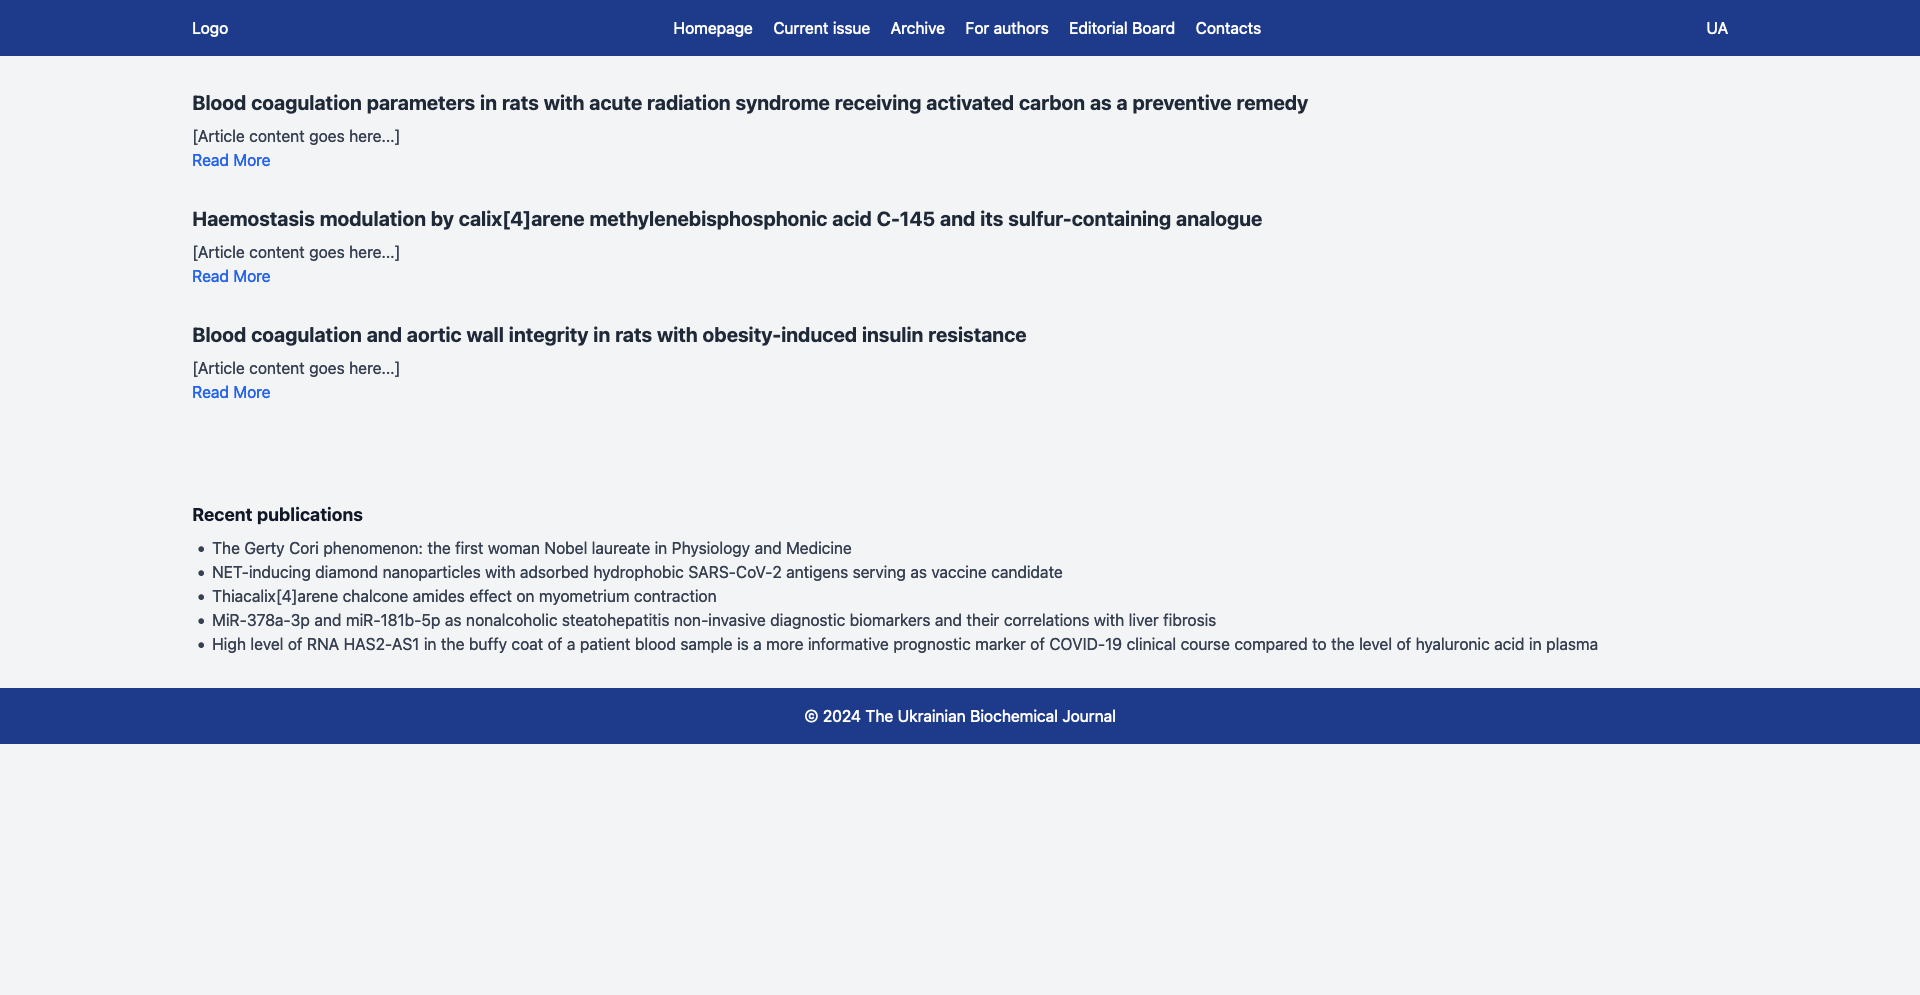 Logo
Homepage Current issue Archive For authors Editorial Board Contacts
UA
Blood coagulation parameters in rats with acute radiation syndrome receiving activated carbon as a preventive remedy
[Article content goes here...]
Read More
Haemostasis modulation by calix[4]arene methylenebisphosphonic acid C-145 and its sulfur-containing analogue
[Article content goes here...]
Read More
Blood coagulation and aortic wall integrity in rats with obesity-induced insulin resistance
[Article content goes here...]
Read More
Recent publications
• The Gerty Cori phenomenon: the first woman Nobel laureate in Physiology and Medicine
• NET-inducing diamond nanoparticles with adsorbed hydrophobic SARS-CoV-2 antigens serving as vaccine candidate
• Thiacalix[4]arene chalcone amides effect on myometrium contraction
• MiR-378a-3p and miR-181b-5p as nonalcoholic steatohepatitis non-invasive diagnostic biomarkers and their correlations with liver fibrosis
• High level of RNA HAS2-AS1 in the buffy coat of a patient blood sample is a more informative prognostic marker of COVID-19 clinical course compared to the level of hyaluronic acid in plasma
© 2024 The Ukrainian Biochemical Journal